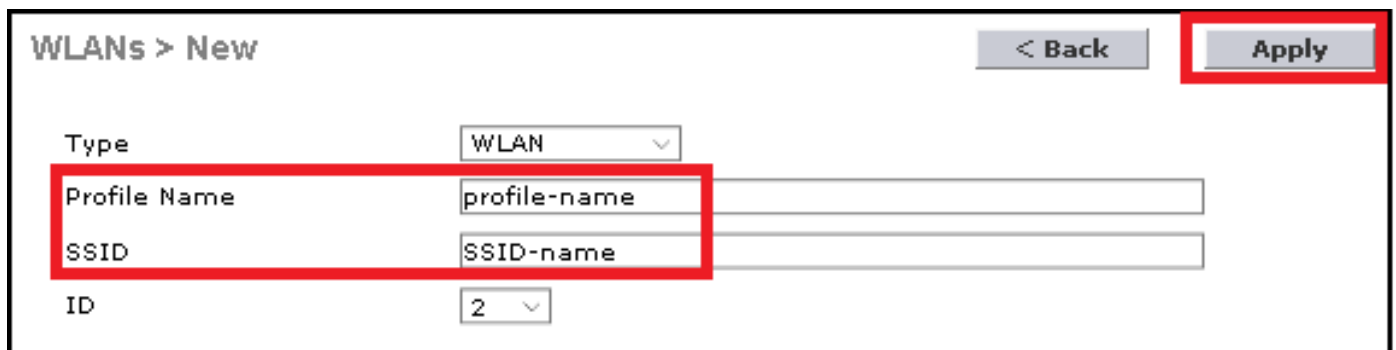 WLANs > New < Back Apply
Type WLAN
Profile Name profile-name
SSID SSID-name
ID 2